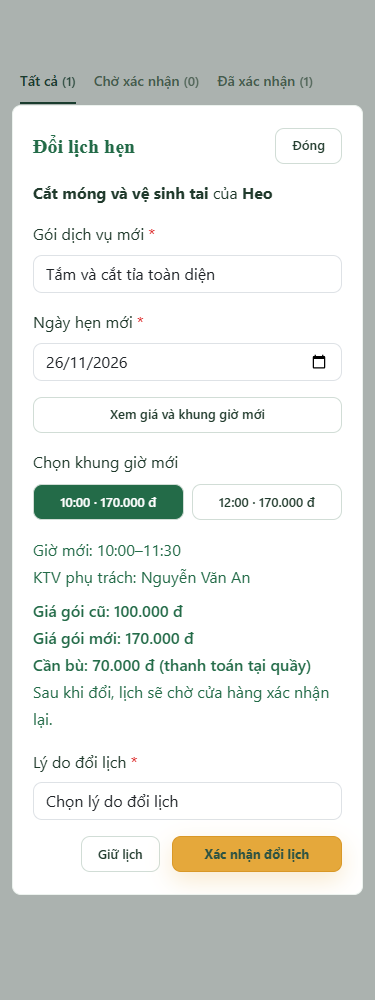 Tất cả (1) Chờ xác nhận (0) Đã xác nhận (1)
Đổi lịch hẹn
Đóng
Cắt móng và vệ sinh tai của Heo
Gói dịch vụ mới *
Tắm và cắt tỉa toàn diện
Ngày hẹn mới *
26/11/2026
Xem giá và khung giờ mới
Chọn khung giờ mới
10:00 · 170.000 đ
12:00 · 170.000 đ
Giờ mới: 10:00–11:30
KTV phụ trách: Nguyễn Văn An
Giá gói cũ: 100.000 đ
Giá gói mới: 170.000 đ
Cần bù: 70.000 đ (thanh toán tại quầy)
Sau khi đổi, lịch sẽ chờ cửa hàng xác nhận
lại.
Lý do đổi lịch *
Chọn lý do đổi lịch
Giữ lịch
Xác nhận đổi lịch